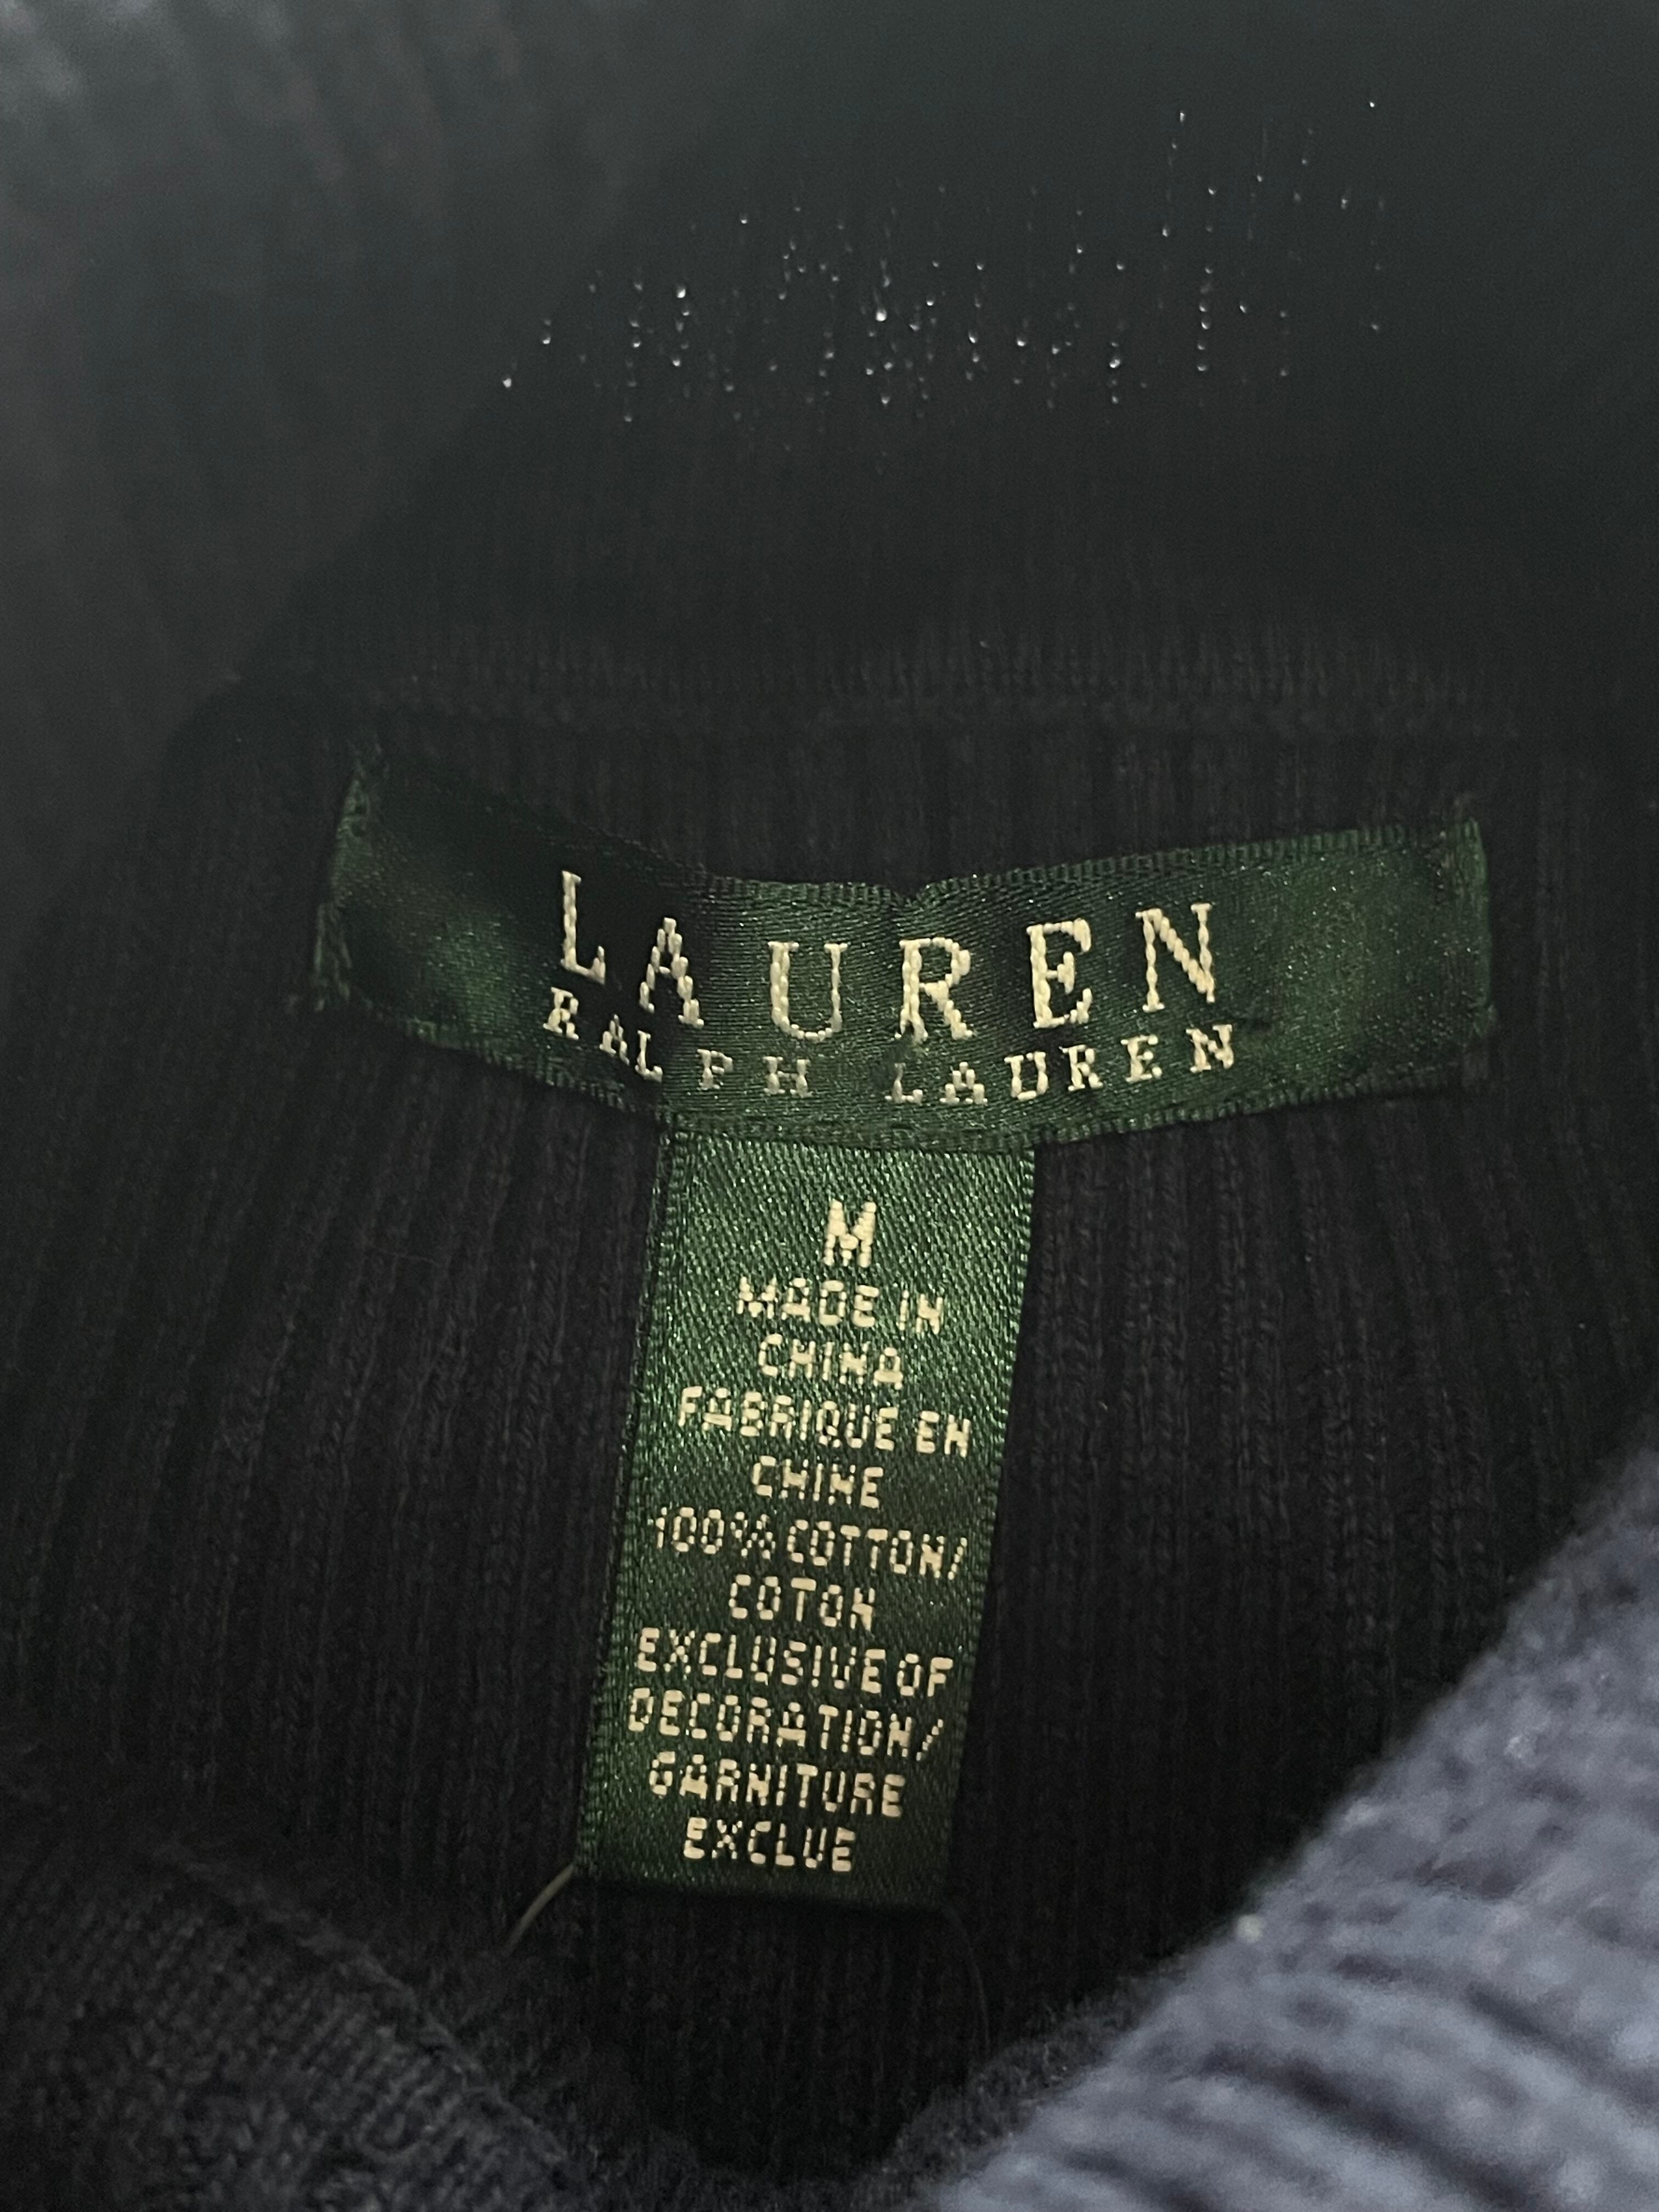 LAUREN
RALPH LAUREN
M
MADE IN
CHINA
FABRIQUE EN
CHINE
100% COTTON/
COTON
EXCLUSIVE OF
DECORATION/
GARNITURE
EXCLUE